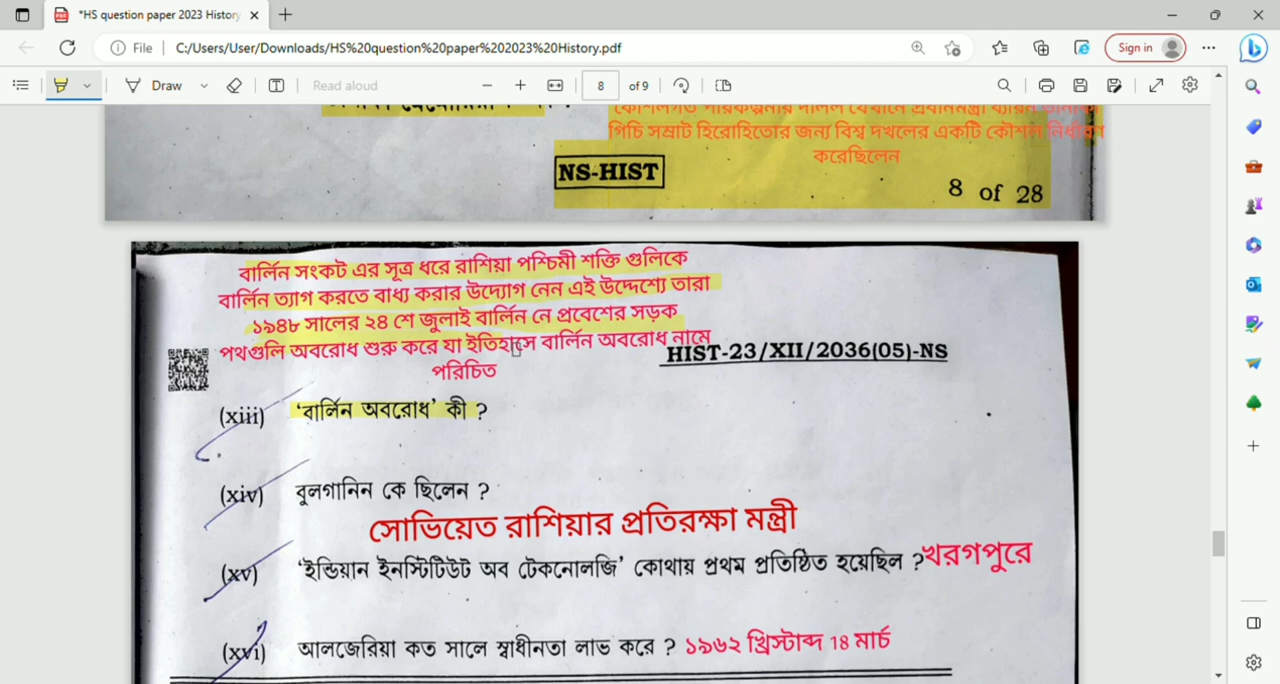 *HS question paper 2023 History
Sign in
File
C:/Users/User/Downloads/HS%20question%20paper%202023%20History.pdf
Draw
Read aloud
8
of 9
গিচি সম্রাট হিরোহিতোর জন্য বিশ্ব দখলের একটি কৌশল নির্ধারণ
করেছিলেন
NS-HIST
8 of 28
বার্লিন সংকট এর সূত্র ধরে রাশিয়া পশ্চিমী শক্তি গুলিকে
বার্লিন ত্যাগ করতে বাধ্য করার উদ্যোগ নেন এই উদ্দেশ্যে তারা
১৯৪৮ সালের ২৪ শে জুলাই বার্লিন নে প্রবেশের সড়ক
পথগুলি অবরোধ শুরু করে যা ইতিহাসে বার্লিন অবরোধ নামে
পরিচিত
HIST-23/XII/2036(05)-NS
(xiii) 'বার্লিন অবরোধ' কী ?
(xiv) বুলগানিন কে ছিলেন ?
সোভিয়েত রাশিয়ার প্রতিরক্ষা মন্ত্রী
(xv) 'ইন্ডিয়ান ইনস্টিটিউট অব টেকনোলজি' কোথায় প্রথম প্রতিষ্ঠিত হয়েছিল ? খরগপুরে
(xvi) আলজেরিয়া কত সালে স্বাধীনতা লাভ করে ? ১৯৬২ খ্রিস্টাব্দ 18 মার্চ